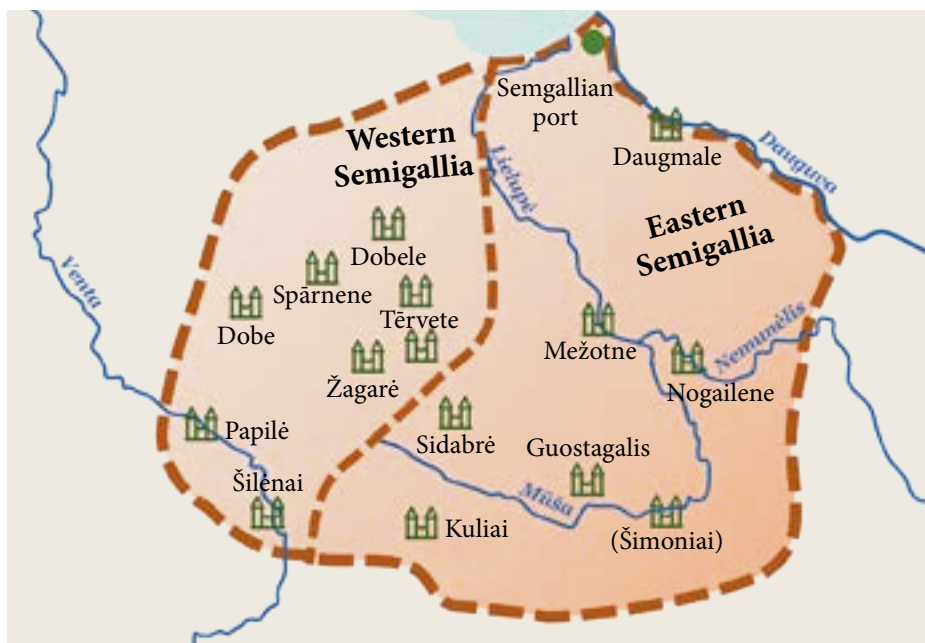 Semgallian
port
Western
Semigallia
Daugmale
Dauguva
Lielupė
Eastern
Semigallia
Dobele
Spārnene
Venta
Dobe
Tērvete
Mežotne
Nemunėlis
Žagarė
Nogailene
Papilė
Sidabrė
Guostagalis
Šilėnai
Mūša
Kuliai
(Šimoniai)